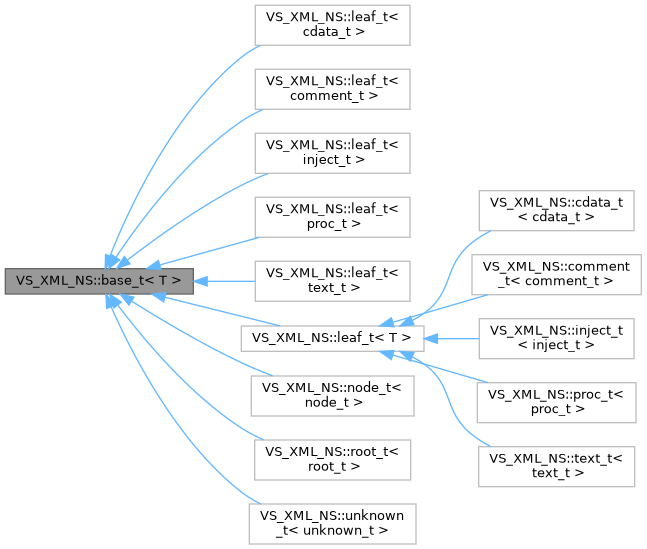 VS_XML_NS::leaf_t<
cdata_t >
VS_XML_NS::leaf_t<
comment_t >
VS_XML_NS::leaf_t<
inject_t >
VS_XML_NS::leaf_t<
proc_t >
VS_XML_NS::base_t< T >
VS_XML_NS::leaf_t<
text_t >
VS_XML_NS::leaf_t< T >
VS_XML_NS::node_t<
node_t >
VS_XML_NS::root_t<
root_t >
VS_XML_NS::unknown
_t< unknown_t >
VS_XML_NS::cdata_t
< cdata_t >
VS_XML_NS::comment
_t< comment_t >
VS_XML_NS::inject_t
< inject_t >
VS_XML_NS::proc_t<
proc_t >
VS_XML_NS::text_t<
text_t >